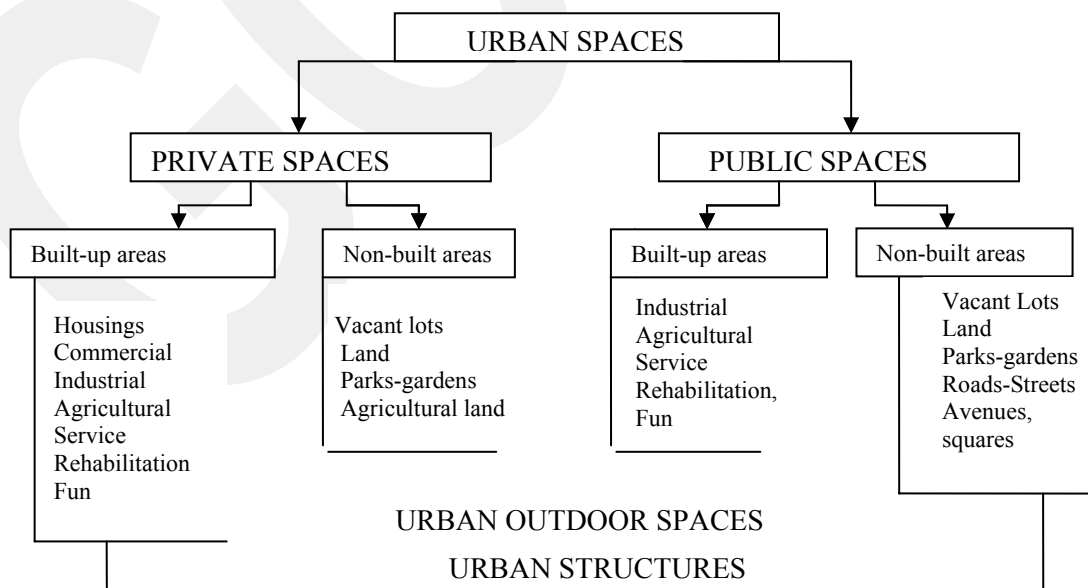 URBAN SPACES
PRIVATE SPACES
PUBLIC SPACES
Built-up areas
Non-built areas
Built-up areas
Non-built areas
Housings
Commercial
Industrial
Agricultural
Service
Rehabilitation
Fun
Vacant lots
Land
Parks-gardens
Agricultural land
Industrial
Agricultural
Service
Rehabilitation,
Fun
Vacant Lots
Land
Parks-gardens
Roads-Streets
Avenues,
squares
URBAN OUTDOOR SPACES
URBAN STRUCTURES